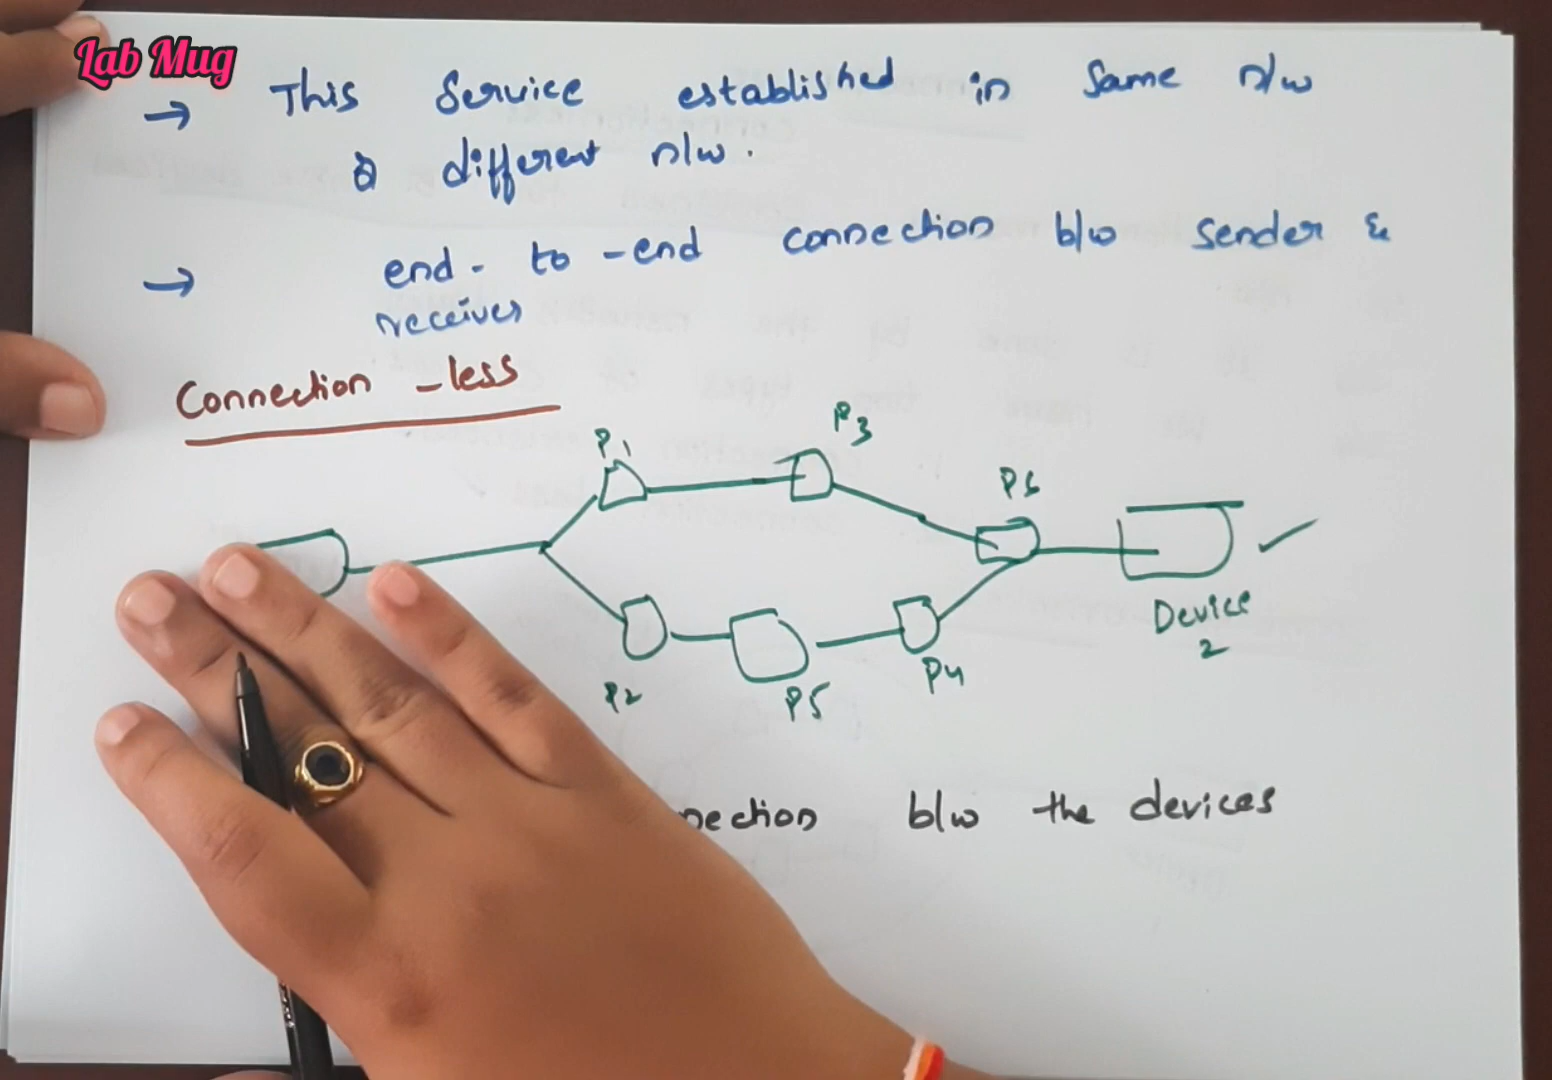 Lab Mug
→ This Service established in Same n/w
or different n/w.
→ end - to - end connection b/w sender &
receiver
Connection - less
P1
P3
P6
Device
2
P2
P5
P4
nection b/w the devices